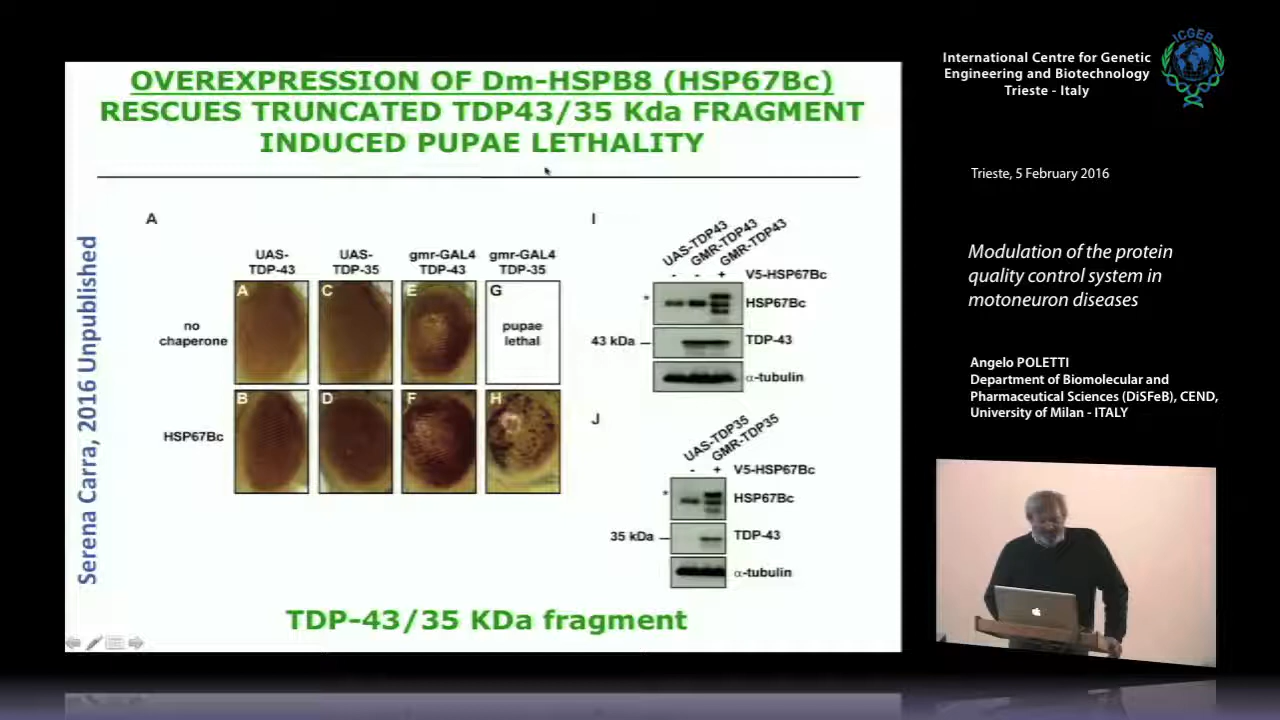 OVEREXPRESSION OF Dm-HSPB8 (HSP67Bc)
RESCUES TRUNCATED TDP43/35 Kda FRAGMENT
INDUCED PUPAE LETHALITY
Serena Carra, 2016 Unpublished
A
UAS-
TDP-43
UAS-
TDP-35
gmr-GAL4
TDP-43
gmr-GAL4
TDP-35
no
chaperone
A
C
E
G
pupae
lethal
HSP67Bc
B
D
F
H
I
UAS-TDP43
GMR-TDP43
GMR-TDP43
- - + V5-HSP67Bc
* HSP67Bc
43 kDa TDP-43
α-tubulin
J
UAS-TDP35
GMR-TDP35
- + V5-HSP67Bc
* HSP67Bc
35 kDa TDP-43
α-tubulin
TDP-43/35 KDa fragment
International Centre for Genetic
Engineering and Biotechnology
Trieste - Italy
ICGEB
Trieste, 5 February 2016
Modulation of the protein
quality control system in
motoneuron diseases
Angelo POLETTI
Department of Biomolecular and
Pharmaceutical Sciences (DiSFeB), CEND,
University of Milan - ITALY